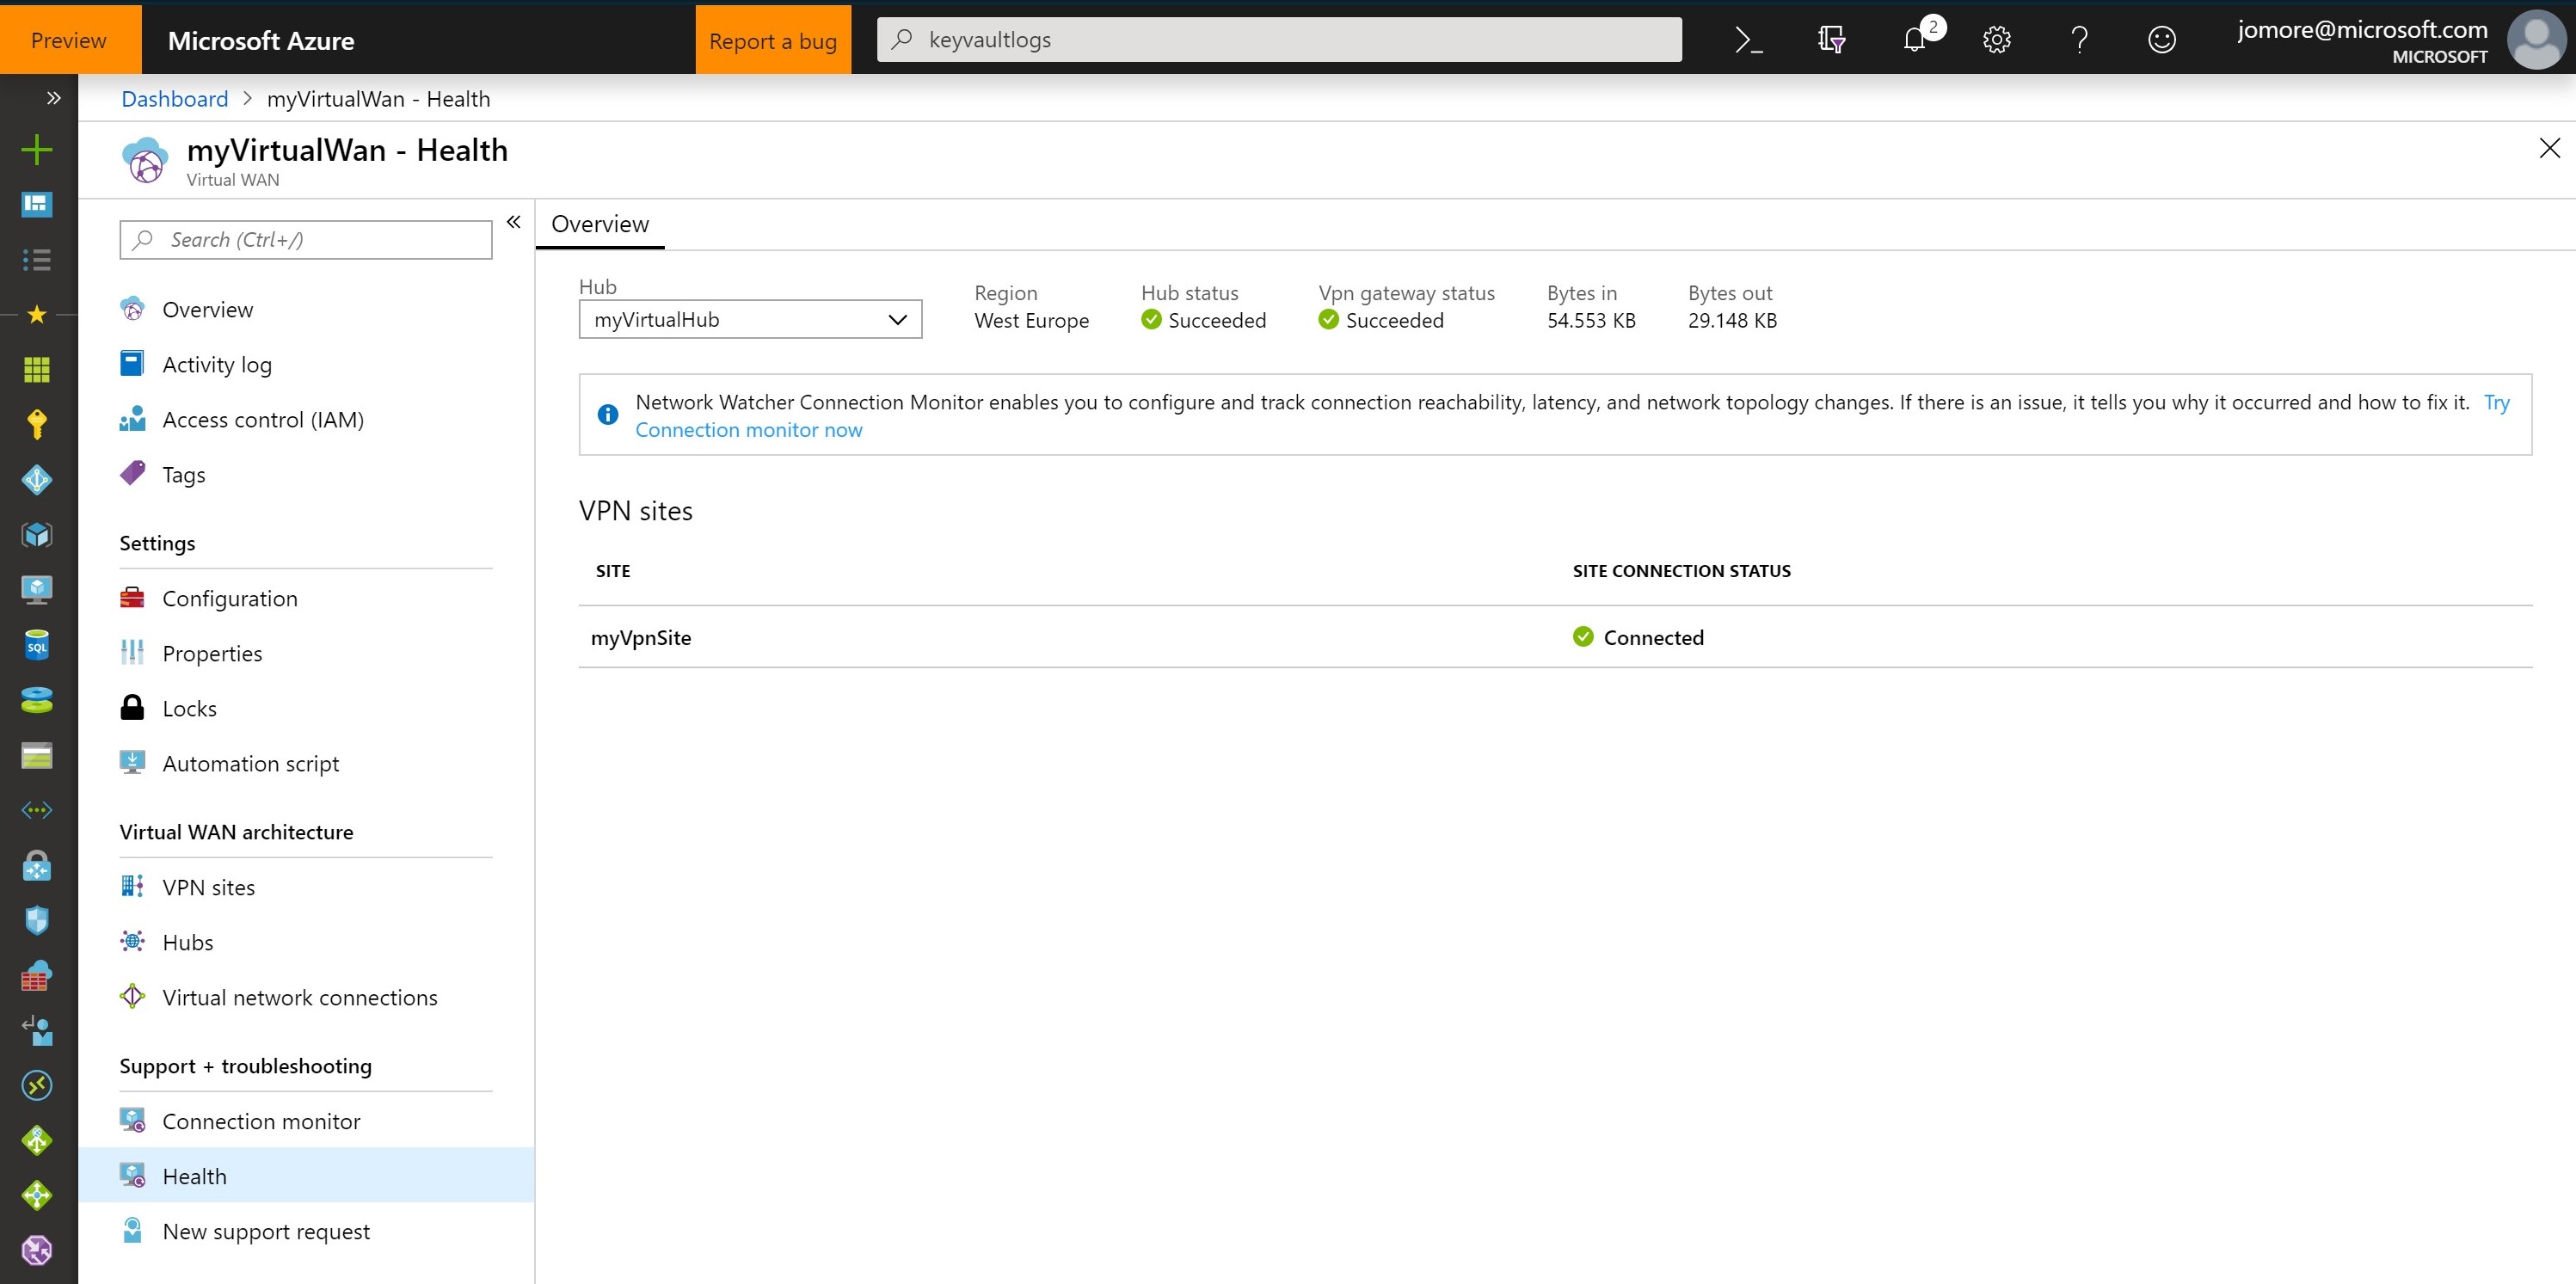 Preview
Microsoft Azure
Report a bug
keyvaultlogs
2
jomore@microsoft.com
MICROSOFT
Dashboard > myVirtualWan - Health
myVirtualWan - Health
Virtual WAN
Search (Ctrl+/)
Overview
Activity log
Access control (IAM)
Tags
Settings
Configuration
Properties
Locks
Automation script
Virtual WAN architecture
VPN sites
Hubs
Virtual network connections
Support + troubleshooting
Connection monitor
Health
New support request
SQL
Overview
Hub
myVirtualHub
Region
West Europe
Hub status
Succeeded
Vpn gateway status
Succeeded
Bytes in
54.553 KB
Bytes out
29.148 KB
Network Watcher Connection Monitor enables you to configure and track connection reachability, latency, and network topology changes. If there is an issue, it tells you why it occurred and how to fix it. Try
Connection monitor now
VPN sites
SITE
SITE CONNECTION STATUS
myVpnSite
Connected